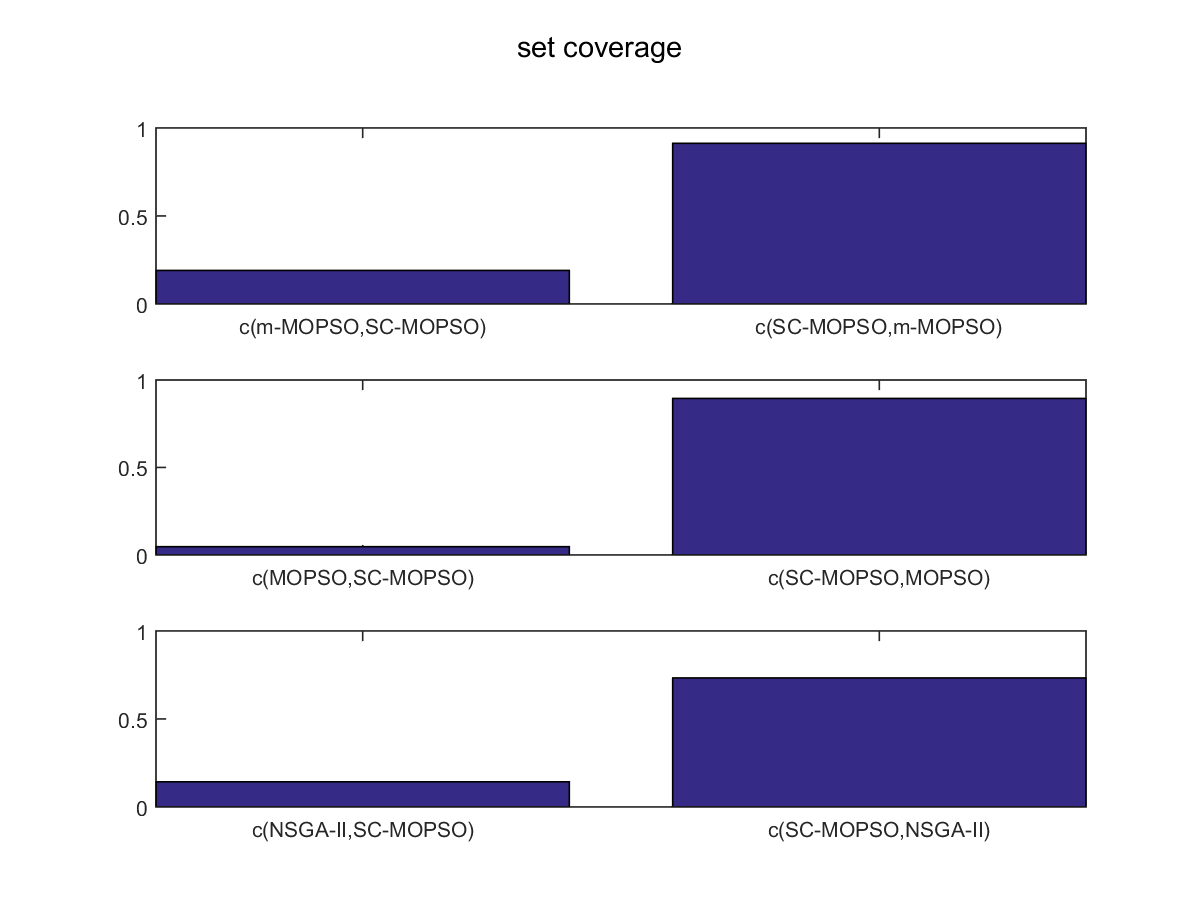 set coverage
1
0.5
0
c(m-MOPSO,SC-MOPSO) c(SC-MOPSO,m-MOPSO)
1
0.5
0
c(MOPSO,SC-MOPSO) c(SC-MOPSO,MOPSO)
1
0.5
0
c(NSGA-II,SC-MOPSO) c(SC-MOPSO,NSGA-II)